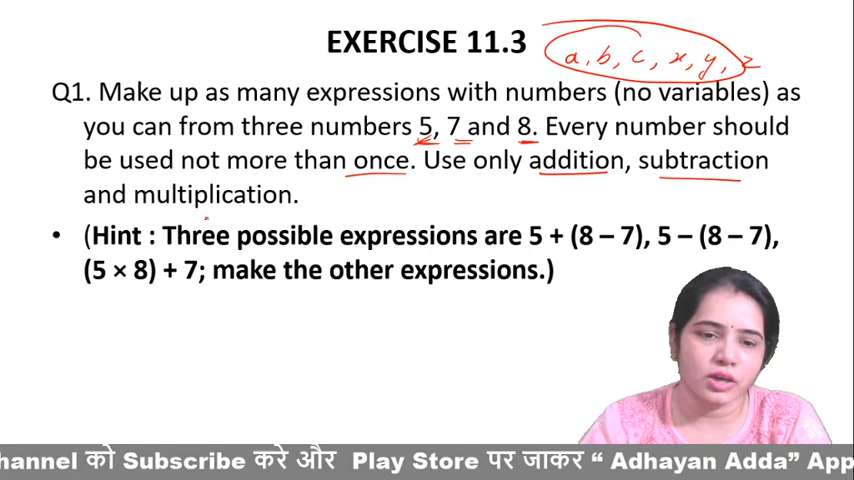 EXERCISE 11.3
a, b, c, x, y, z
Q1. Make up as many expressions with numbers (no variables) as
you can from three numbers 5, 7 and 8. Every number should
be used not more than once. Use only addition, subtraction
and multiplication.
• (Hint : Three possible expressions are 5 + (8 – 7), 5 – (8 – 7),
(5 × 8) + 7; make the other expressions.)
hannel को Subscribe करे और Play Store पर जाकर “ Adhayan Adda” App